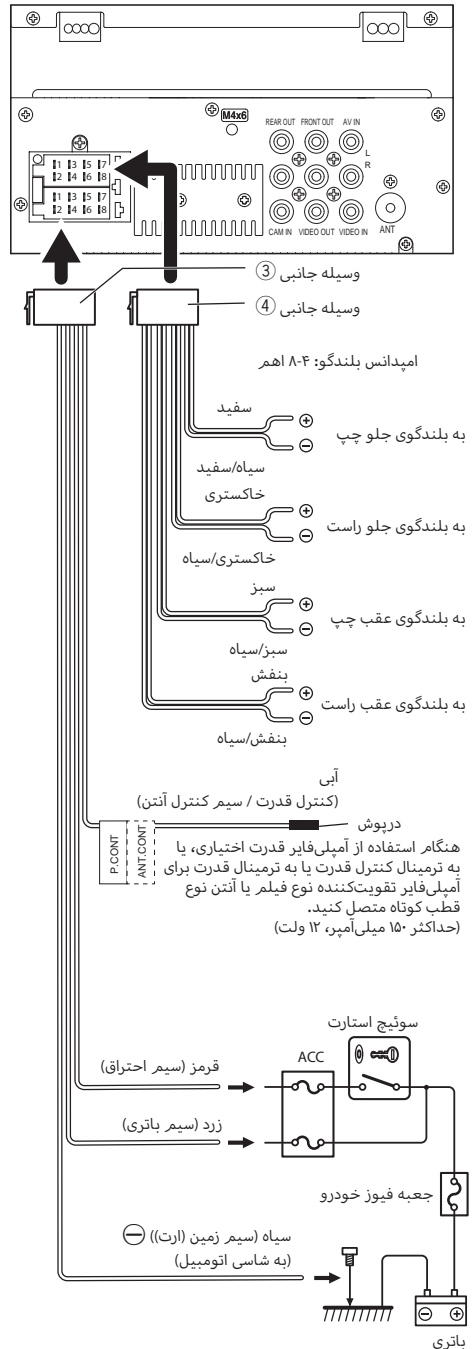 M4x6
REAR OUT FRONT OUT AV IN
L
R
1 3 5 7
2 4 6 8
1 3 5 7
2 4 6 8
CAM IN VIDEO OUT VIDEO IN
ANT
وسیله جانبی ③
وسیله جانبی ④
امپدانس بلندگو: ۴-۸ اهم
سفید
⊕
به بلندگوی جلو چپ
⊖
سیاه/سفید
خاکستری
⊕
به بلندگوی جلو راست
⊖
خاکستری/سیاه
سبز
⊕
به بلندگوی عقب چپ
⊖
سبز/سیاه
بنفش
⊕
به بلندگوی عقب راست
⊖
بنفش/سیاه
آبی
(کنترل قدرت / سیم کنترل آنتن)
درپوش
P.CONT
ANT.CONT
هنگام استفاده از آمپلی‌فایر قدرت اختیاری، یا
به ترمینال کنترل قدرت یا به ترمینال قدرت برای
آمپلی‌فایر تقویت‌کننده نوع فیلم یا آنتن نوع
قطب کوتاه متصل کنید.
(حداکثر ۱۵۰ میلی‌آمپر، ۱۲ ولت)
سوئیچ استارت
ACC
قرمز (سیم احتراق)
زرد (سیم باتری)
جعبه فیوز خودرو
سیاه (سیم زمین (ارت)) ⊖
(به شاسی اتومبیل)
⊖ ⊕
باتری